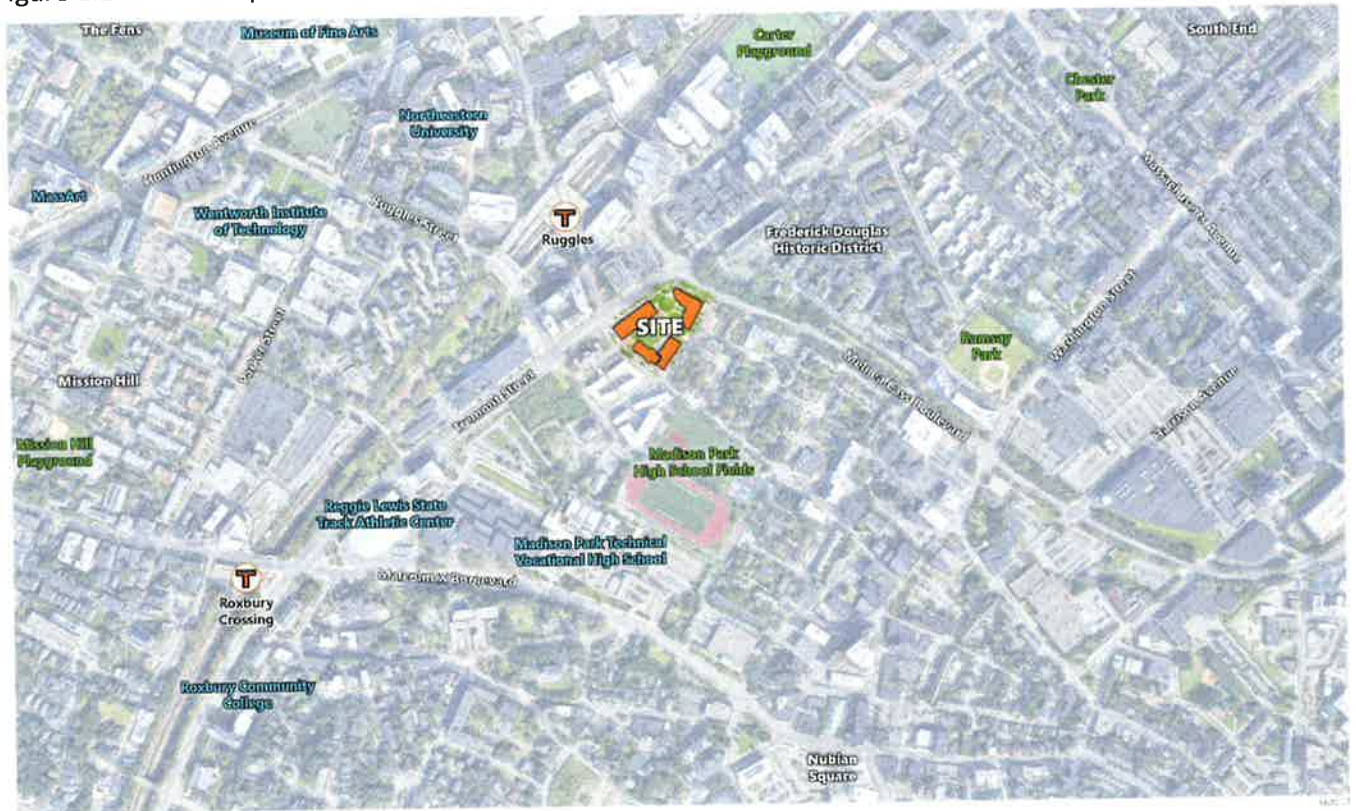 The Fens
Museum of Fine Arts
Carter
Playground
South End
Chester
Park
Northeastern
University
Huntington Avenue
MassArt
Wentworth Institute
of Technology
Ruggles Street
T
Ruggles
Frederick Douglas
Historic District
Massachusetts Avenue
SITE
Washington Street
Ramsay
Park
Parker Street
Mission Hill
Melnea Cass Boulevard
Harrison Avenue
Tremont Street
Mission Hill
Playground
Madison Park
High School Fields
Reggie Lewis State
Track Athletic Center
Madison Park Technical
Vocational High School
T
Roxbury
Crossing
Malcolm X Boulevard
Roxbury Community
College
Nubian
Square